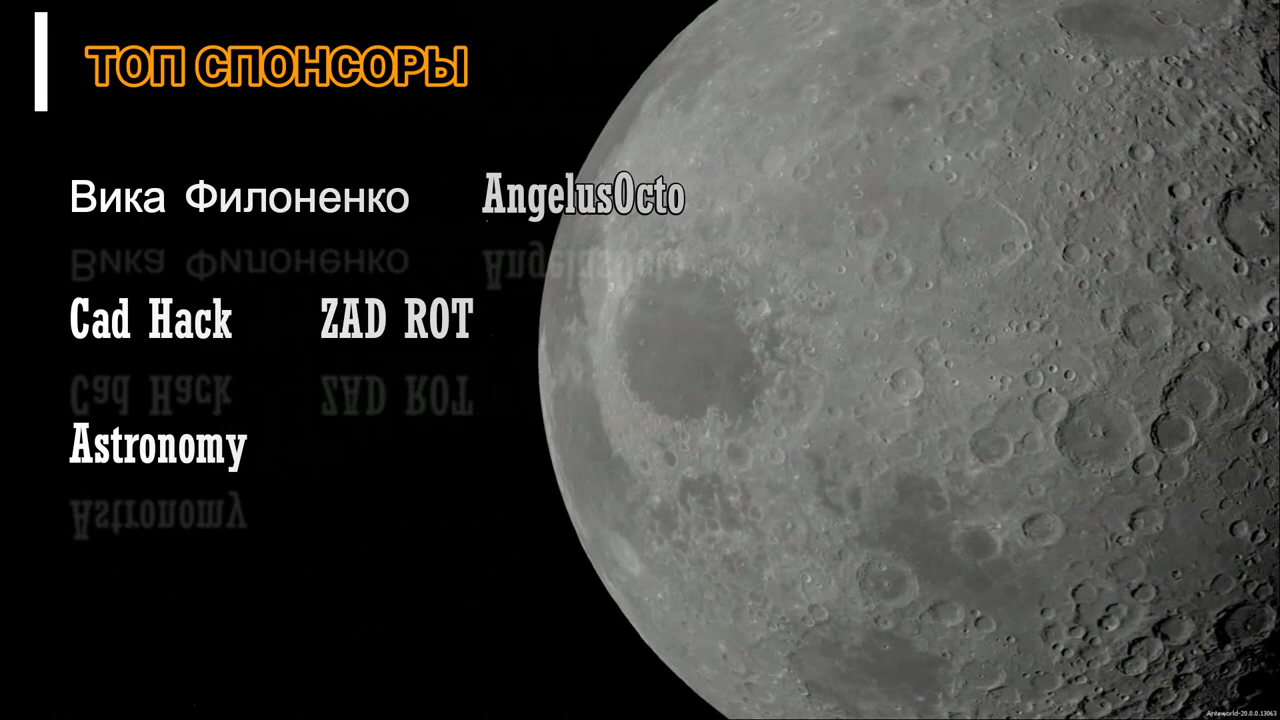 ТОП СПОНСОРЫ
Вика Филоненко AngelusOcto
Cad Hack ZAD ROT
Astronomy
Anteworld-20.0.0.13063